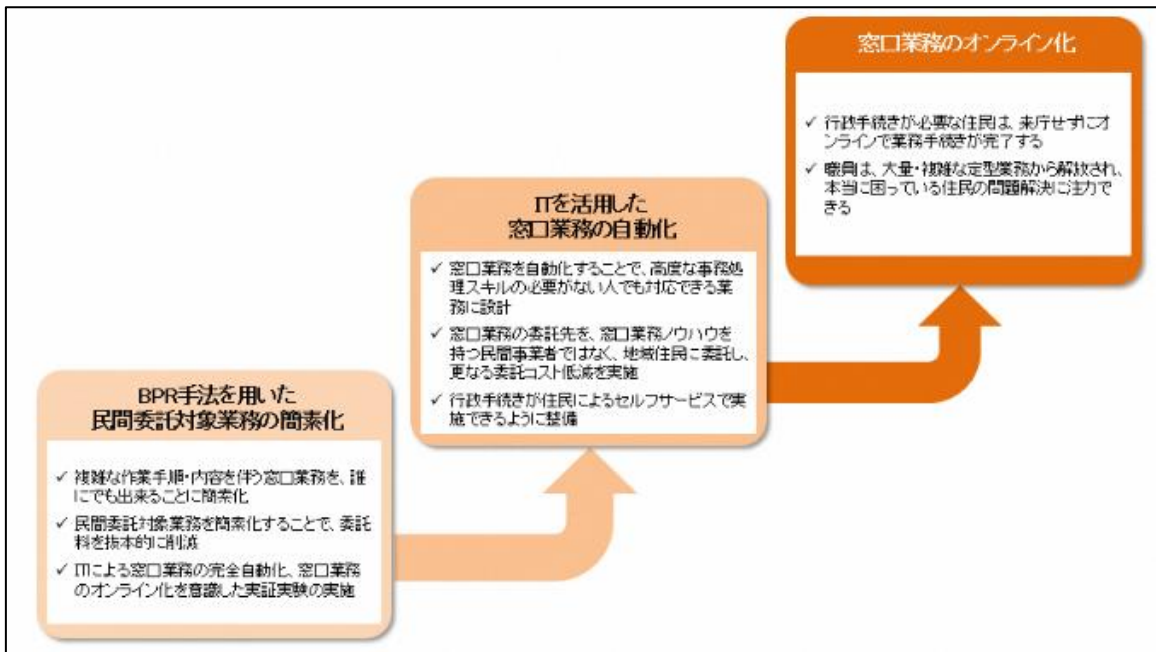 窓口業務のオンライン化
✓ 行政手続きが必要な住民は、来庁せずにオ
ンラインで業務手続きが完了する
✓ 職員は、大量・複雑な定型業務から解放され、
本当に困っている住民の問題解決に注力で
きる
ITを活用した
窓口業務の自動化
✓ 窓口業務を自動化することで、高度な事務処
理スキルの必要がない人でも対応できる業
務に設計
✓ 窓口業務の委託先を、窓口業務ノウハウを
持つ民間事業者ではなく、地域住民に委託し、
更なる委託コスト低減を実施
✓ 行政手続きが住民によるセルフサービスで実
施できるように整備
BPR手法を用いた
民間委託対象業務の簡素化
✓ 複雑な作業手順・内容を伴う窓口業務を、誰
にでも出来ることに簡素化
✓ 民間委託対象業務を簡素化することで、委託
料を抜本的に削減
✓ ITによる窓口業務の完全自動化、窓口業務
のオンライン化を意識した実証実験の実施